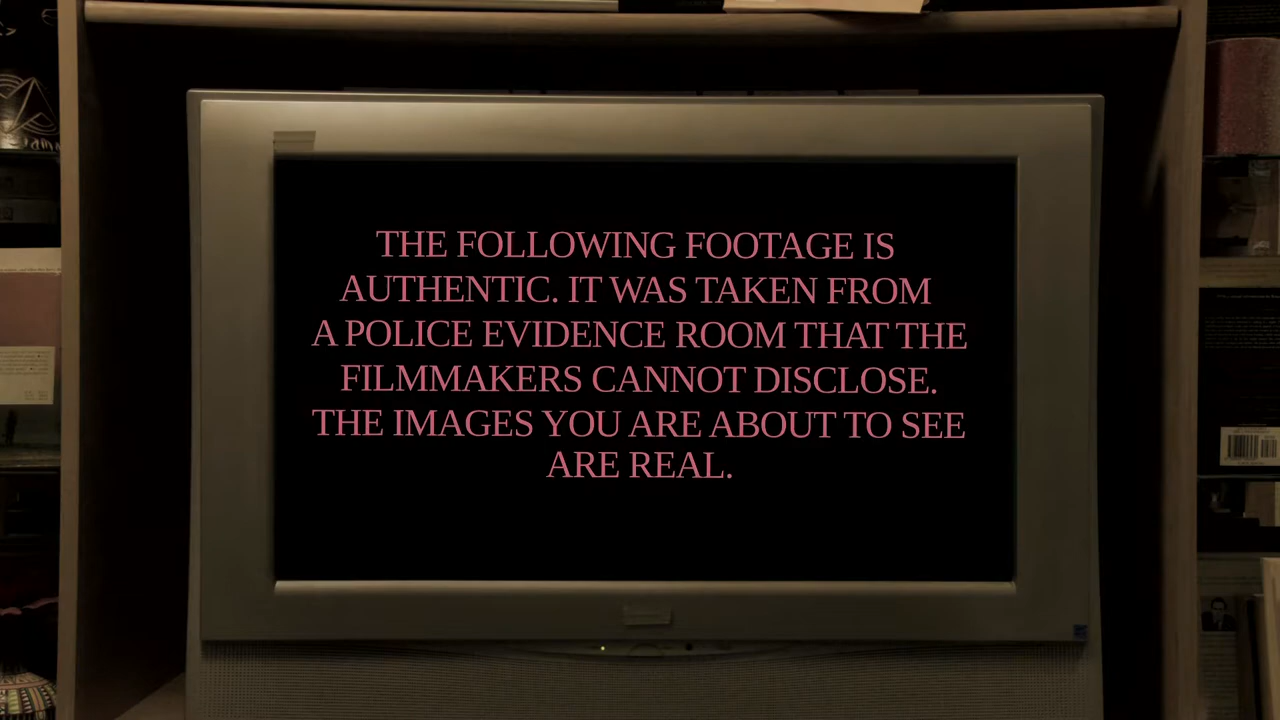 THE FOLLOWING FOOTAGE IS
AUTHENTIC. IT WAS TAKEN FROM
A POLICE EVIDENCE ROOM THAT THE
FILMMAKERS CANNOT DISCLOSE.
THE IMAGES YOU ARE ABOUT TO SEE
ARE REAL.